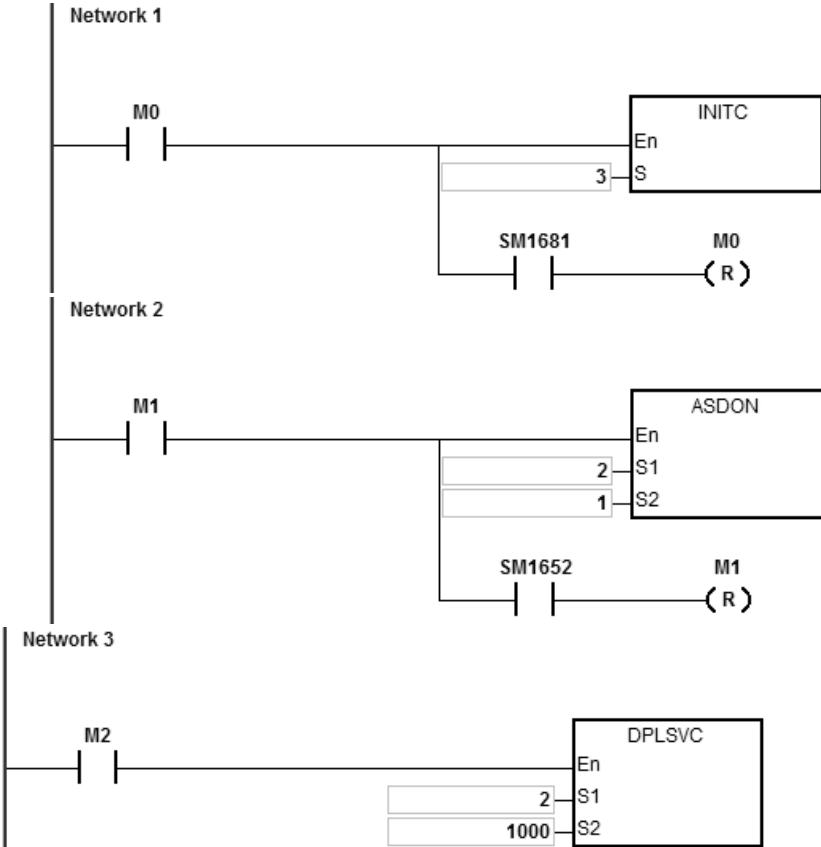 Network 1
M0
INITC
En
3 S
SM1681 M0
R
Network 2
M1
ASDON
En
2 S1
1 S2
SM1652 M1
R
Network 3
M2
DPLSVC
En
2 S1
1000 S2